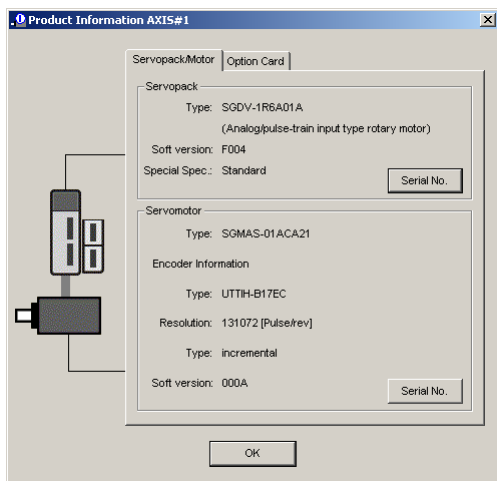 Product Information AXIS#1
Servopack/Motor
Option Card
Servopack
Type: SGDV-1R6A01A
(Analog/pulse-train input type rotary motor)
Soft version: F004
Special Spec.: Standard
Serial No.
Servomotor
Type: SGMAS-01ACA21
Encoder Information
Type: UTTIH-B17EC
Resolution: 131072 [Pulse/rev]
Type: incremental
Soft version: 000A
Serial No.
OK